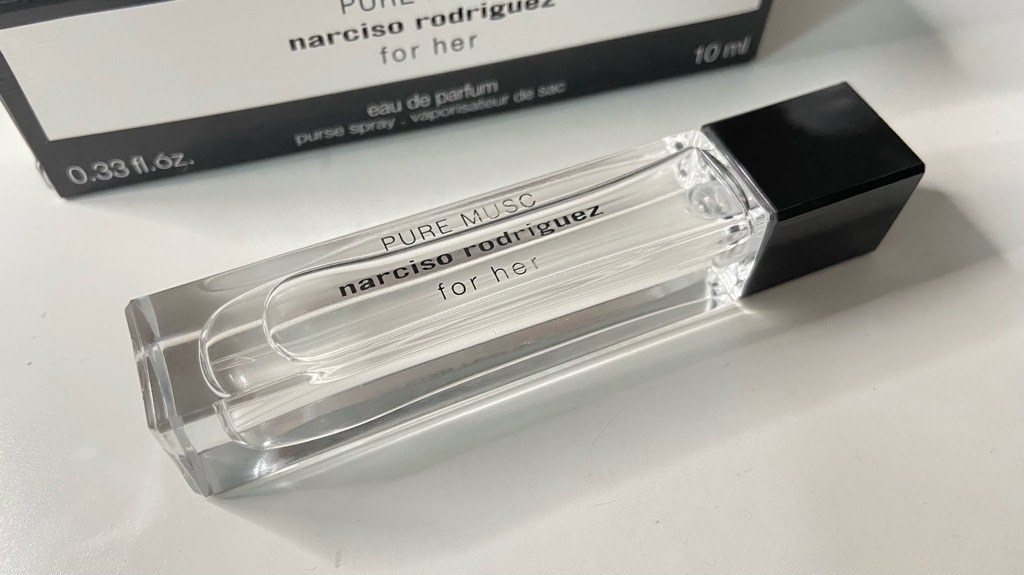 PURE
narciso rodriguez
for her
eau de parfum
purse spray . vaporisateur de sac
0.33 fl.oz.
10 ml
PURE MUSC
narciso rodriguez
for her